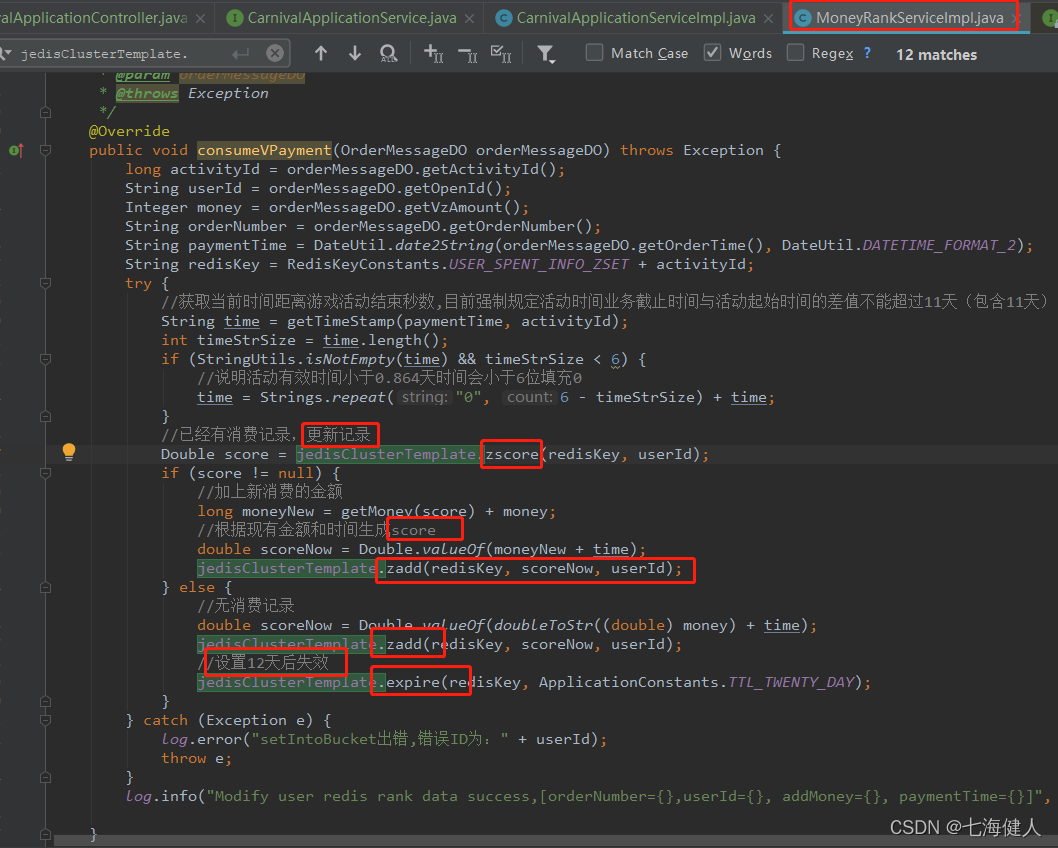 valApplicationController.java CarnivalApplicationService.java CarnivalApplicationServiceImpl.java MoneyRankServiceImpl.java
jedisClusterTemplate. Match Case Words Regex ? 12 matches
* @param orderMessageDO
* @throws Exception
*/
@Override
public void consumeVPayment(OrderMessageDO orderMessageDO) throws Exception {
long activityId = orderMessageDO.getActivityId();
String userId = orderMessageDO.getOpenId();
Integer money = orderMessageDO.getVzAmount();
String orderNumber = orderMessageDO.getOrderNumber();
String paymentTime = DateUtil.date2String(orderMessageDO.getOrderTime(), DateUtil.DATETIME_FORMAT_2);
String redisKey = RedisKeyConstants.USER_SPENT_INFO_ZSET + activityId;
try {
//获取当前时间距离游戏活动结束秒数,目前强制规定活动时间业务截止时间与活动起始时间的差值不能超过11天（包含11天）
String time = getTimeStamp(paymentTime, activityId);
int timeStrSize = time.length();
if (StringUtils.isNotEmpty(time) && timeStrSize < 6) {
//说明活动有效时间小于0.864天时间会小于6位填充0
time = Strings.repeat( string: "0", count: 6 - timeStrSize) + time;
}
//已经有消费记录，更新记录
Double score = jedisClusterTemplate.zscore(redisKey, userId);
if (score != null) {
//加上新消费的金额
long moneyNew = getMoney(score) + money;
//根据现有金额和时间生成score
double scoreNow = Double.valueOf(moneyNew + time);
jedisClusterTemplate.zadd(redisKey, scoreNow, userId);
} else {
//无消费记录
double scoreNow = Double.valueOf(doubleToStr((double) money) + time);
jedisClusterTemplate.zadd(redisKey, scoreNow, userId);
//设置12天后失效
jedisClusterTemplate.expire(redisKey, ApplicationConstants.TTL_TWENTY_DAY);
}
} catch (Exception e) {
log.error("setIntoBucket出错,错误ID为：" + userId);
throw e;
}
log.info("Modify user redis rank data success,[orderNumber={},userId={}, addMoney={}, paymentTime={}]",
}
CSDN @七海健人